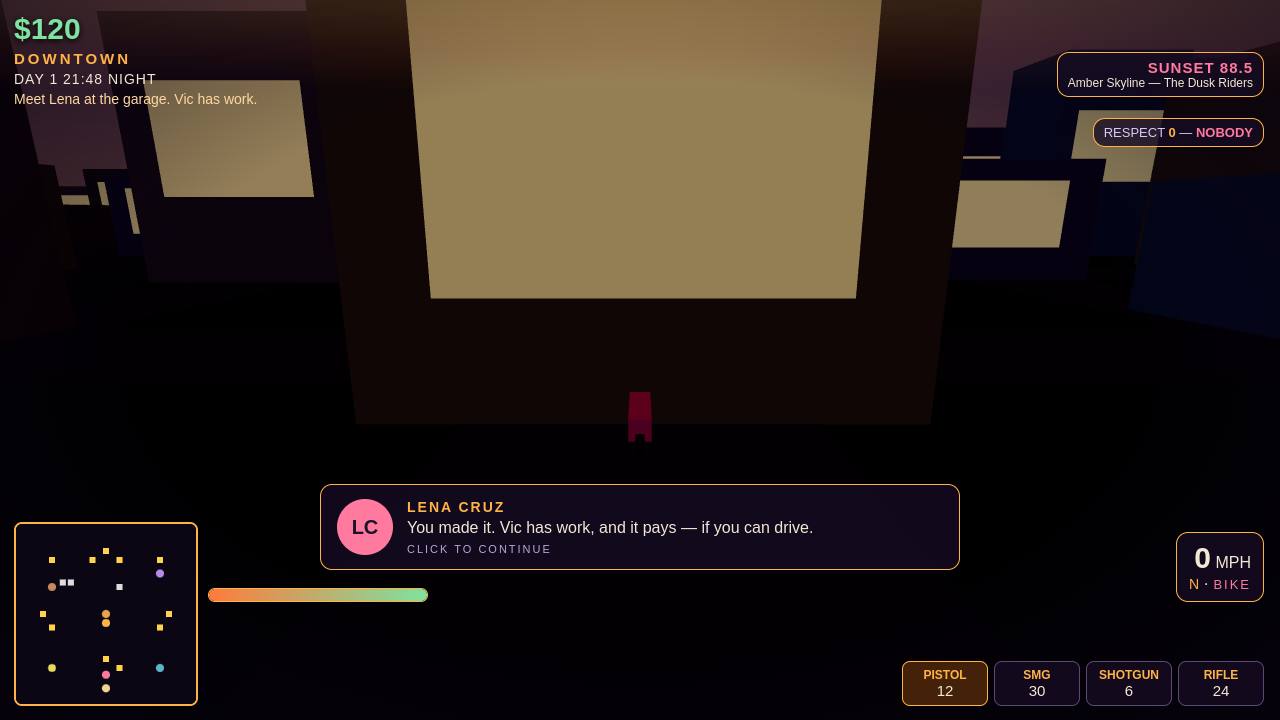 $120
DOWNTOWN
DAY 1 21:48 NIGHT
Meet Lena at the garage. Vic has work.
SUNSET 88.5
Amber Skyline — The Dusk Riders
RESPECT 0 — NOBODY
LC
LENA CRUZ
You made it. Vic has work, and it pays — if you can drive.
CLICK TO CONTINUE
0 MPH
N · BIKE
PISTOL
12
SMG
30
SHOTGUN
6
RIFLE
24